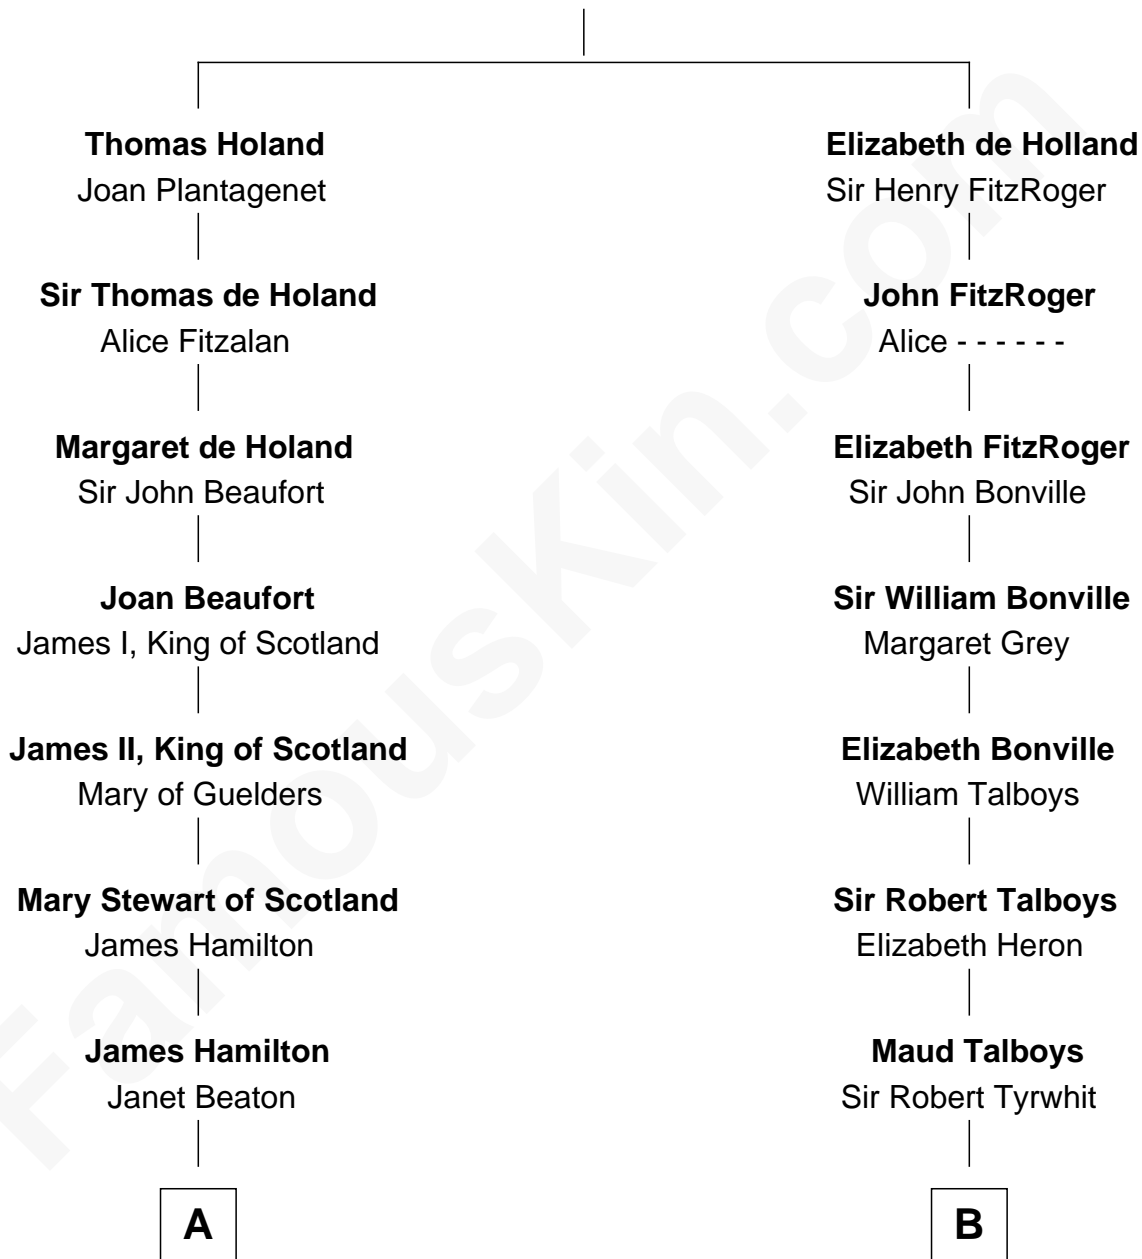 Thomas Holand
Joan Plantagenet
Sir Thomas de Holand
Alice Fitzalan
Margaret de Holand
Sir John Beaufort
Joan Beaufort
James I, King of Scotland
James II, King of Scotland
Mary of Guelders
Mary Stewart of Scotland
James Hamilton
James Hamilton
Janet Beaton
A
Elizabeth de Holland
Sir Henry FitzRoger
John FitzRoger
Alice - - - - - -
Elizabeth FitzRoger
Sir John Bonville
Sir William Bonville
Margaret Grey
Elizabeth Bonville
William Talboys
Sir Robert Talboys
Elizabeth Heron
Maud Talboys
Sir Robert Tyrwhit
B
FamousKin.com